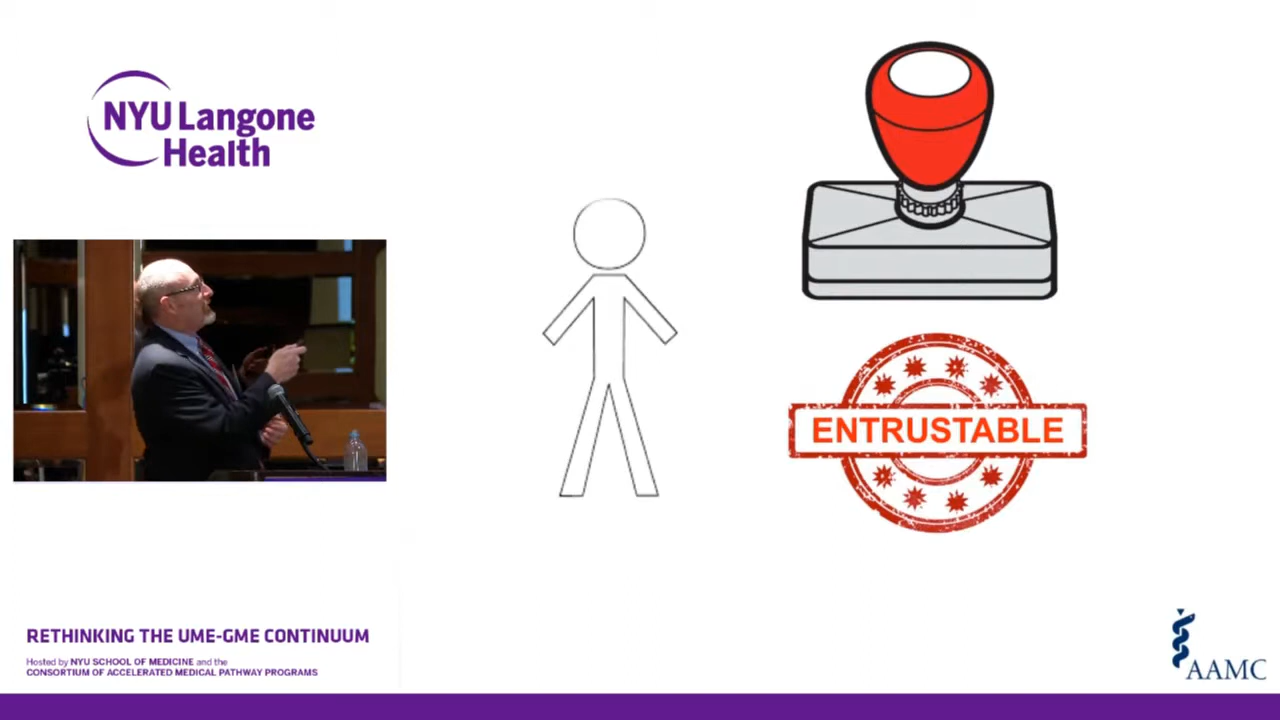 NYU Langone
Health
ENTRUSTABLE
RETHINKING THE UME-GME CONTINUUM
Hosted by NYU SCHOOL OF MEDICINE and the
CONSORTIUM OF ACCELERATED MEDICAL PATHWAY PROGRAMS
AAMC